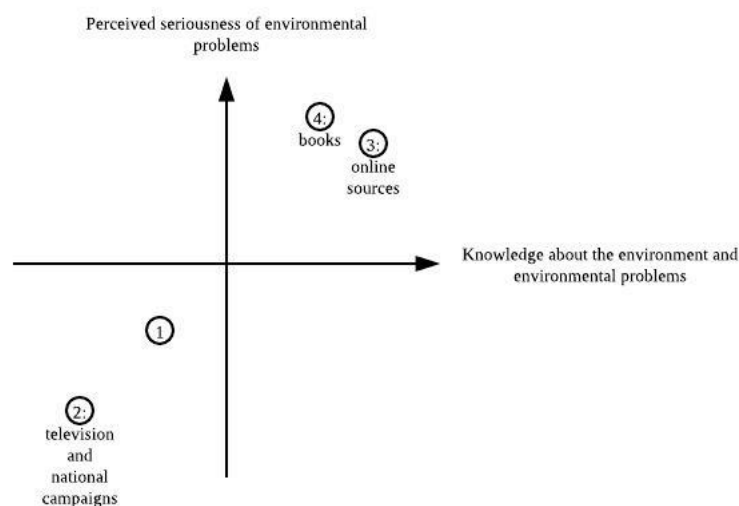 Perceived seriousness of environmental
problems
4:
books
3:
online
sources
Knowledge about the environment and
environmental problems
1
2:
television
and
national
campaigns